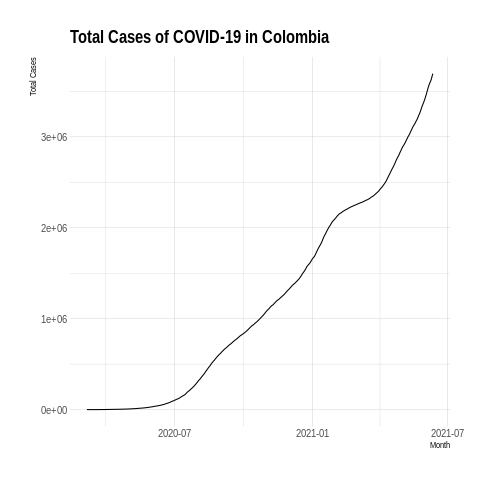 Total Cases of COVID-19 in Colombia
Total Cases
3e+06
2e+06
1e+06
0e+00
2020-07 2021-01 2021-07
Month